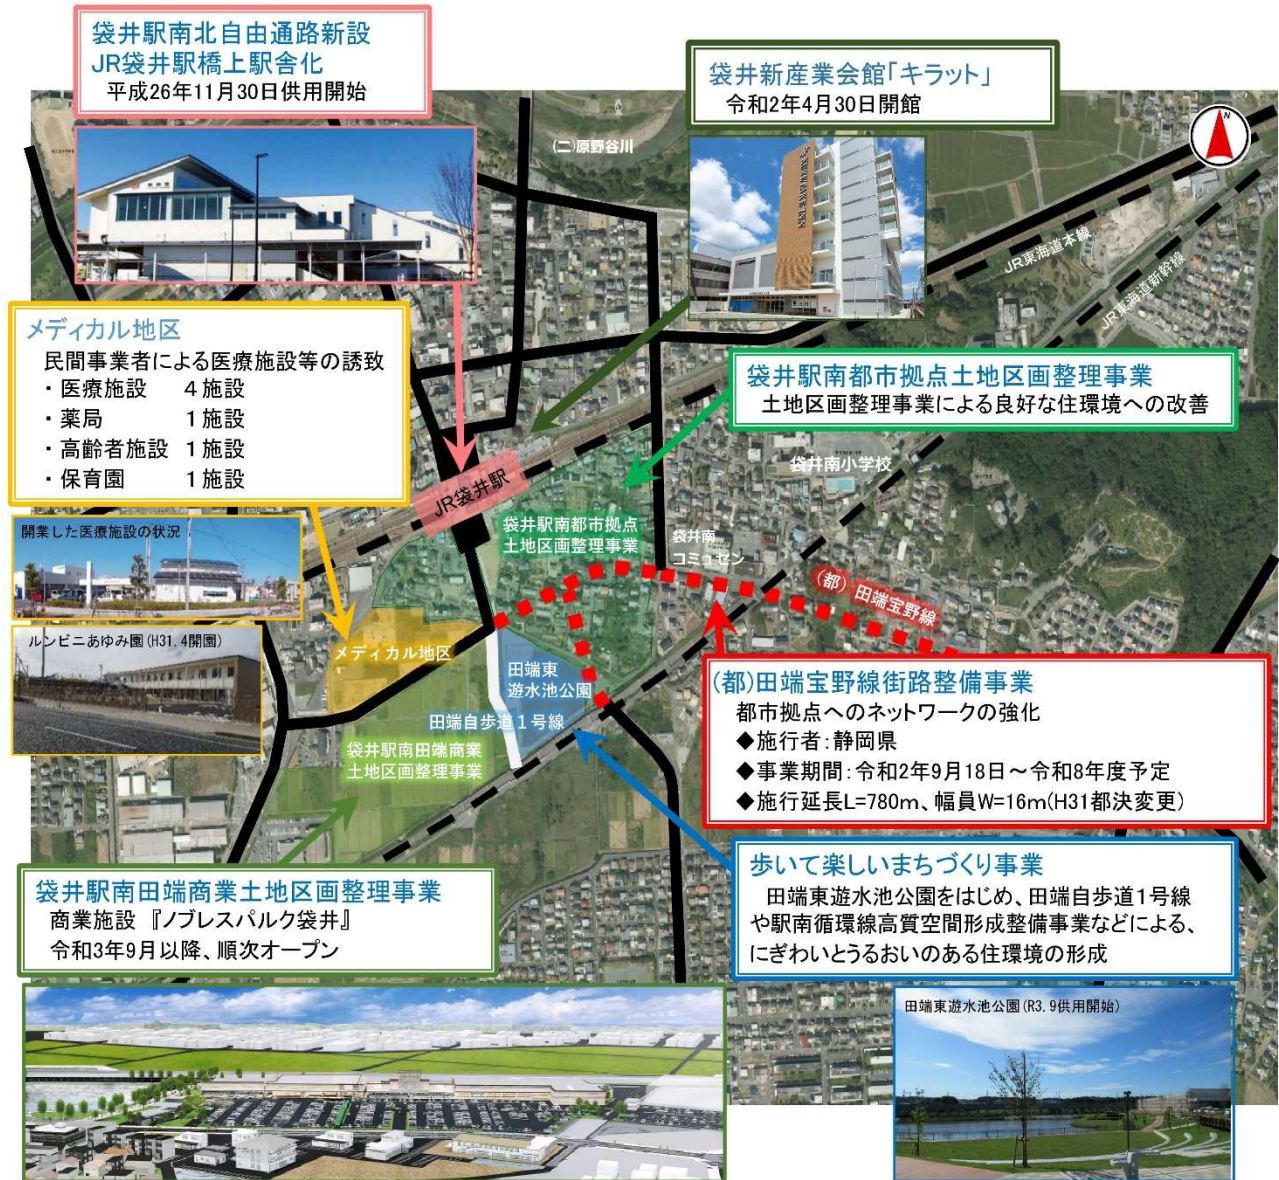 袋井駅南北自由通路新設
JR袋井駅橋上駅舎化
平成26年11月30日供用開始
袋井新産業会館「キラット」
令和2年4月30日開館
(二)原野谷川
N
JR東海道本線
JR東海道新幹線
メディカル地区
民間事業者による医療施設等の誘致
・医療施設 4施設
・薬局 1施設
・高齢者施設 1施設
・保育園 1施設
袋井駅南都市拠点土地区画整理事業
土地区画整理事業による良好な住環境への改善
袋井南小学校
JR袋井駅
開業した医療施設の状況
袋井駅南都市拠点
土地区画整理事業
袋井南
コミュセン
(都)田端宝野線
ルンビニあゆみ園(H31.4開園)
メディカル地区
田端東
遊水池公園
田端自歩道1号線
袋井駅南田端商業
土地区画整理事業
(都)田端宝野線街路整備事業
都市拠点へのネットワークの強化
◆施行者:静岡県
◆事業期間:令和2年9月18日~令和8年度予定
◆施行延長L=780m、幅員W=16m(H31都決変更)
袋井駅南田端商業土地区画整理事業
商業施設 『ノブレスパルク袋井』
令和3年9月以降、順次オープン
歩いて楽しいまちづくり事業
田端東遊水池公園をはじめ、田端自歩道1号線
や駅南循環線高質空間形成整備事業などによる、
にぎわいとうるおいのある住環境の形成
田端東遊水池公園(R3.9供用開始)